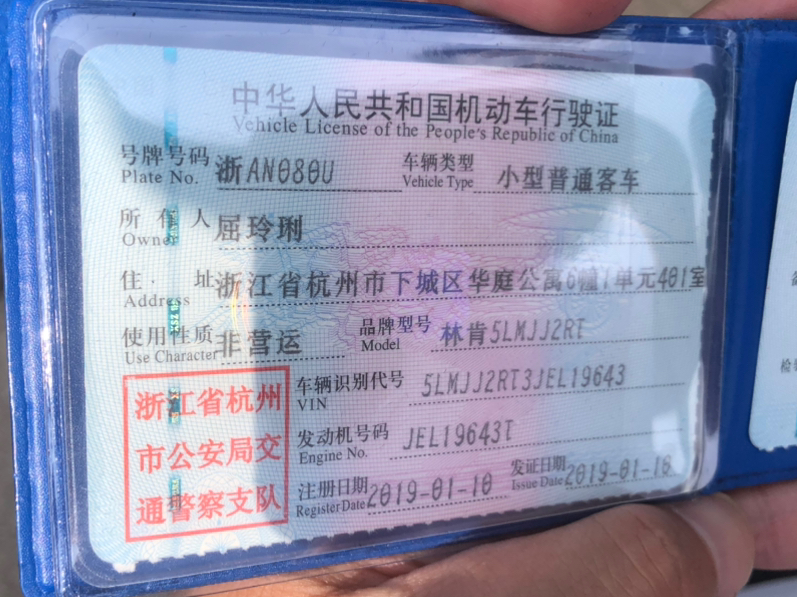 中华人民共和国机动车行驶证
Vehicle License of the People's Republic of China
号牌号码 浙AN080U 车辆类型 小型普通客车
Plate No. Vehicle Type
所有人 屈玲琍
Owner
住址 浙江省杭州市下城区华庭公寓6幢1单元401室
Address
使用性质 非营运 品牌型号 林肯5LMJJ2RT
Use Character Model
车辆识别代号 5LMJJ2RT3JEL19643
VIN
发动机号码 JEL19643T
Engine No.
注册日期 2019-01-10 发证日期 2019-01-10
Register Date Issue Date
浙江省杭州
市公安局交
通警察支队